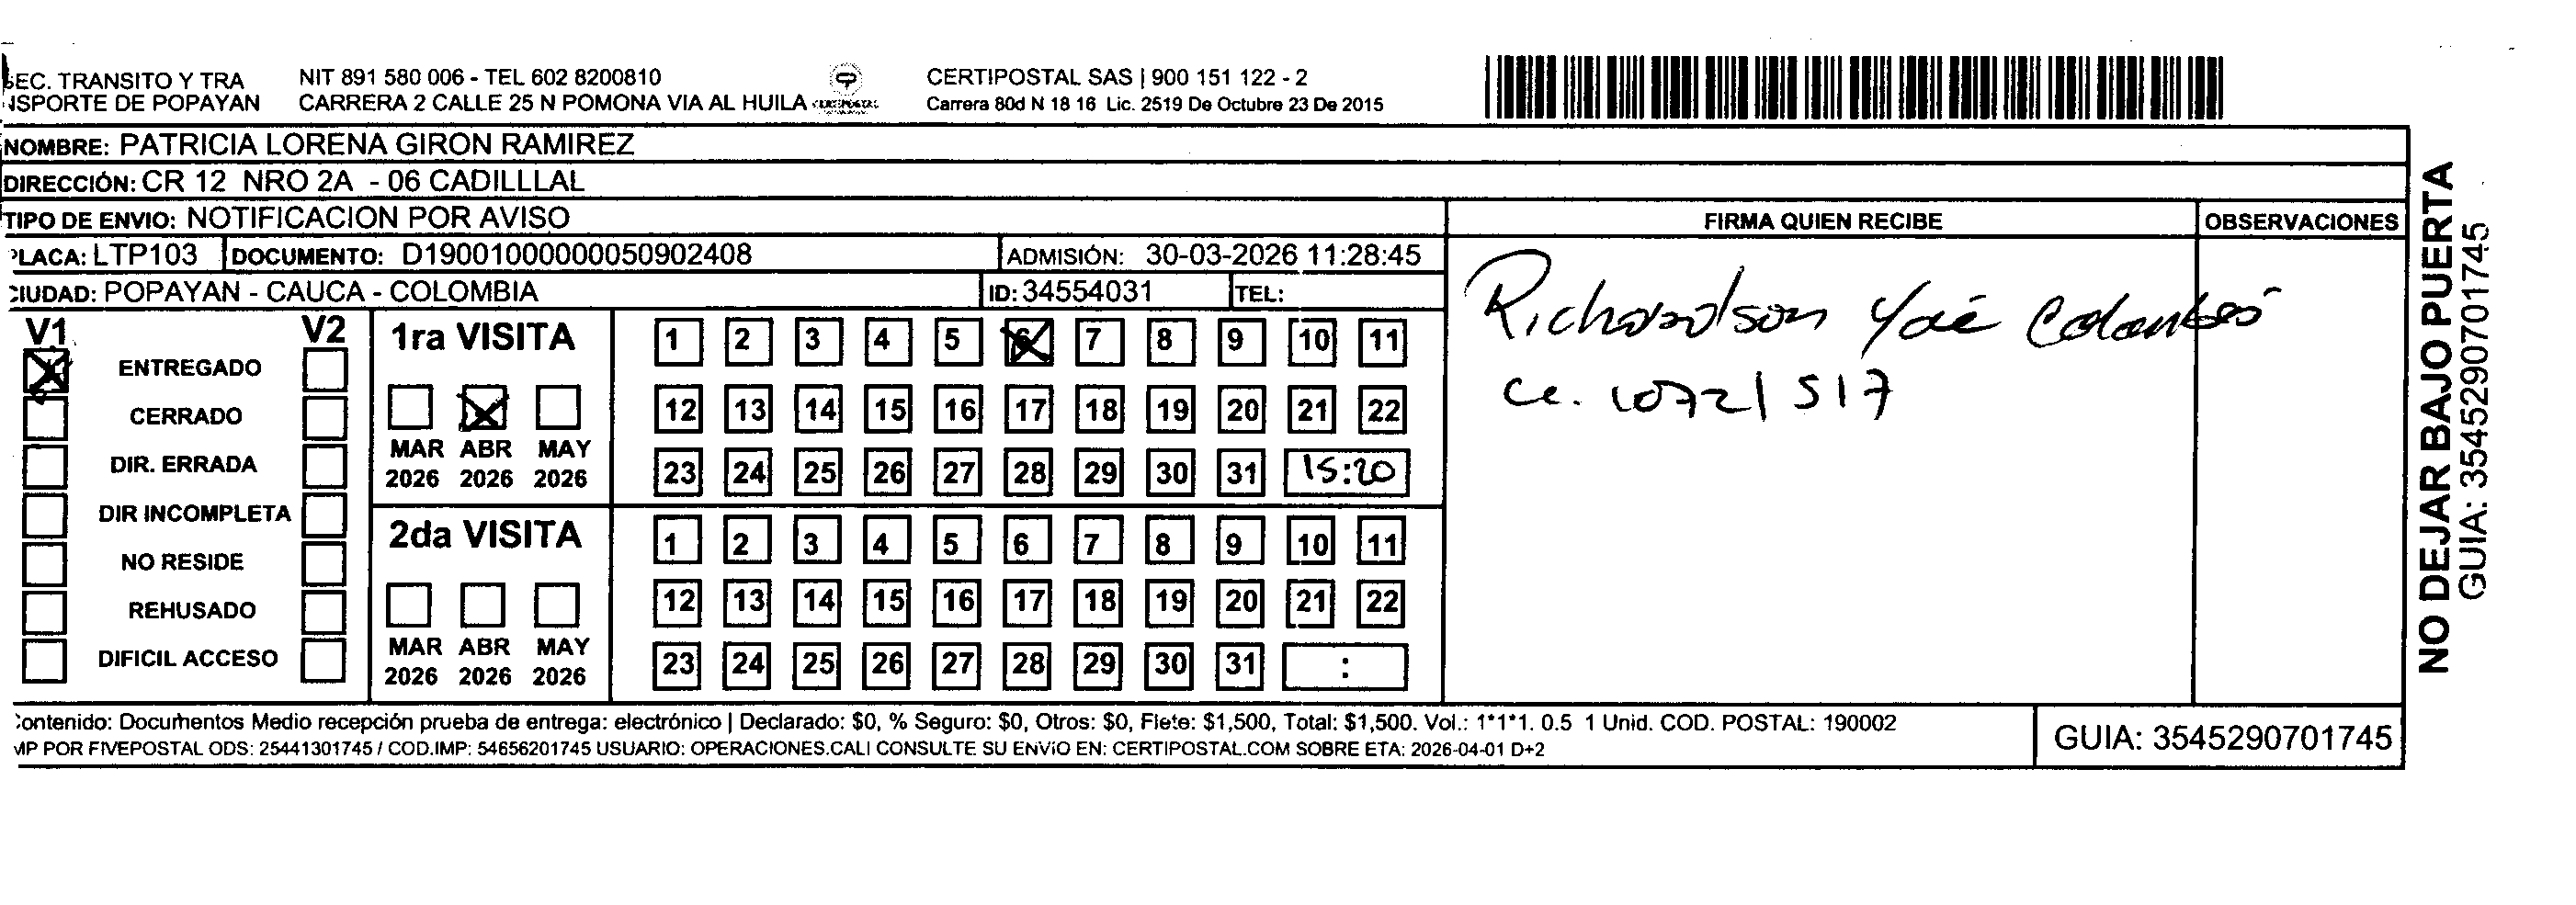 SEC. TRANSITO Y TRA
NSPORTE DE POPAYAN
NIT 891 580 006 - TEL 602 8200810
CARRERA 2 CALLE 25 N POMONA VIA AL HUILA
CERTIPOSTAL SAS | 900 151 122 - 2
Carrera 80d N 18 16 Lic. 2519 De Octubre 23 De 2015
NOMBRE: PATRICIA LORENA GIRON RAMIREZ
DIRECCIÓN: CR 12 NRO 2A - 06 CADILLLAL
TIPO DE ENVIO: NOTIFICACION POR AVISO
PLACA: LTP103 DOCUMENTO: D19001000000050902408 ADMISIÓN: 30-03-2026 11:28:45
CIUDAD: POPAYAN - CAUCA - COLOMBIA ID: 34554031 TEL:
V1 V2
ENTREGADO
CERRADO
DIR. ERRADA
DIR INCOMPLETA
NO RESIDE
REHUSADO
DIFICIL ACCESO
1ra VISITA
MAR ABR MAY
2026 2026 2026
1 2 3 4 5 6 7 8 9 10 11
12 13 14 15 16 17 18 19 20 21 22
23 24 25 26 27 28 29 30 31 15:20
2da VISITA
MAR ABR MAY
2026 2026 2026
1 2 3 4 5 6 7 8 9 10 11
12 13 14 15 16 17 18 19 20 21 22
23 24 25 26 27 28 29 30 31 :
FIRMA QUIEN RECIBE
OBSERVACIONES
Richardson José
Ce. 10721517
NO DEJAR BAJO PUERTA
GUIA: 3545290701745
Contenido: Documentos Medio recepción prueba de entrega: electrónico | Declarado: $0, % Seguro: $0, Otros: $0, Flete: $1,500, Total: $1,500. Vol.: 1*1*1. 0.5 1 Unid. COD. POSTAL: 190002
MP POR FIVEPOSTAL ODS: 25441301745 / COD.IMP: 54656201745 USUARIO: OPERACIONES.CALI CONSULTE SU ENVíO EN: CERTIPOSTAL.COM SOBRE ETA: 2026-04-01 D+2
GUIA: 3545290701745